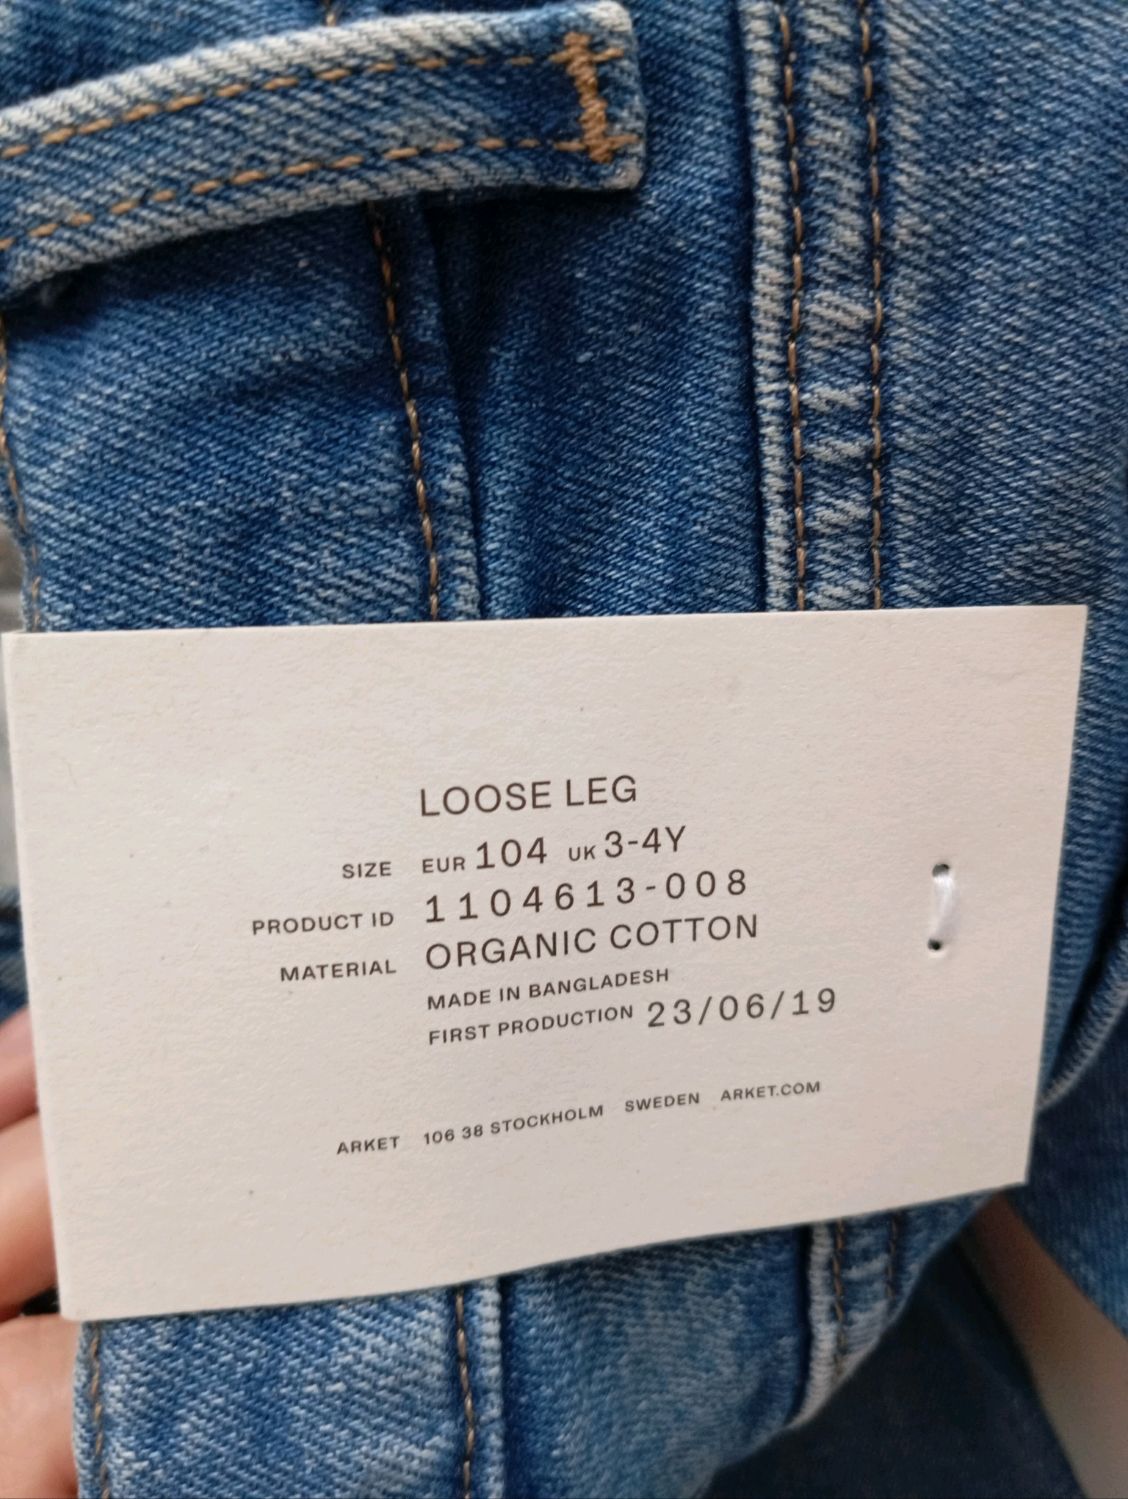 LOOSE LEG
SIZE EUR 104 UK 3-4Y
PRODUCT ID 1104613-008
MATERIAL ORGANIC COTTON
MADE IN BANGLADESH
FIRST PRODUCTION 23/06/19
ARKET 106 38 STOCKHOLM SWEDEN ARKET.COM